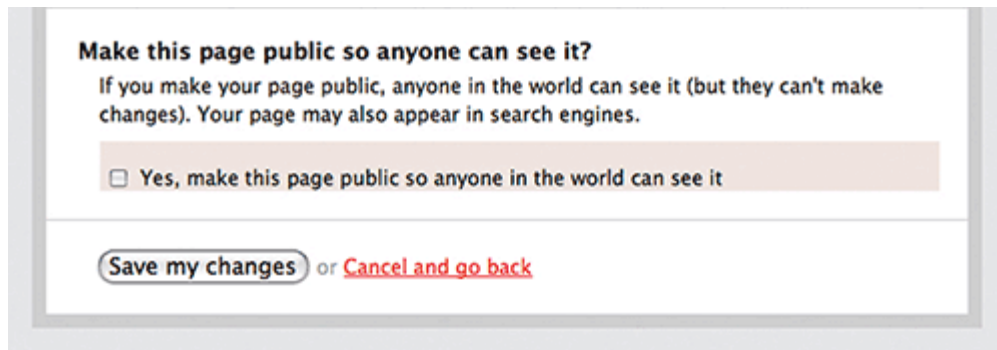 Make this page public so anyone can see it?
If you make your page public, anyone in the world can see it (but they can't make
changes). Your page may also appear in search engines.
Yes, make this page public so anyone in the world can see it
Save my changes or Cancel and go back